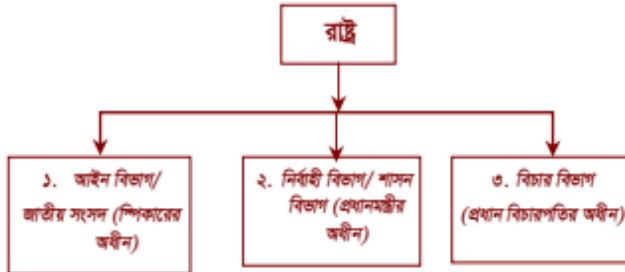 রাষ্ট্র
১. আইন বিভাগ/
জাতীয় সংসদ (স্পিকারের
অধীন)
২. নির্বাহী বিভাগ/ শাসন
বিভাগ (প্রধানমন্ত্রীর
অধীন)
৩. বিচার বিভাগ
(প্রধান বিচারপতির অধীন)